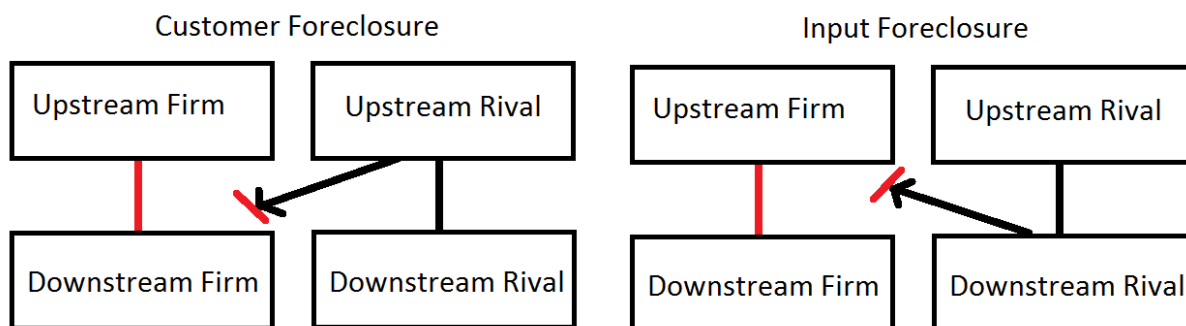 Customer Foreclosure
Upstream Firm
Upstream Rival
Downstream Firm
Downstream Rival
Input Foreclosure
Upstream Firm
Upstream Rival
Downstream Firm
Downstream Rival